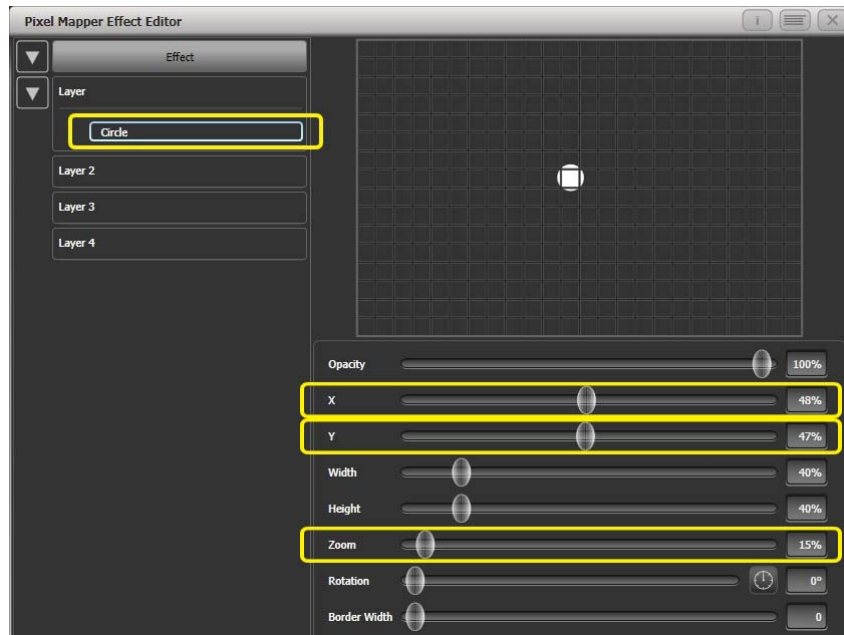 Pixel Mapper Effect Editor
i
Effect
Layer
Circle
Layer 2
Layer 3
Layer 4
Opacity 100%
X 48%
Y 47%
Width 40%
Height 40%
Zoom 15%
Rotation 0°
Border Width 0